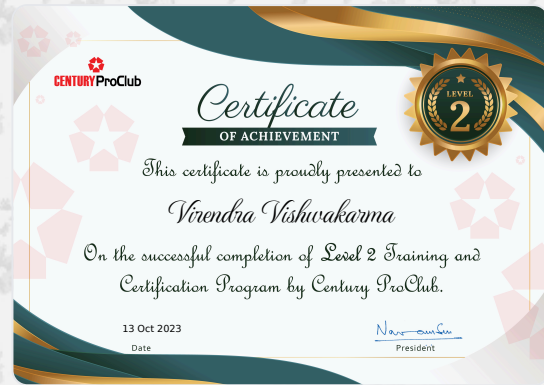 CENTURY ProClub
LEVEL
2
Certificate
OF ACHIEVEMENT
This certificate is proudly presented to
Virendra Vishwakarma
On the successful completion of Level 2 Training and
Certification Program by Century ProClub.
13 Oct 2023
Date
President